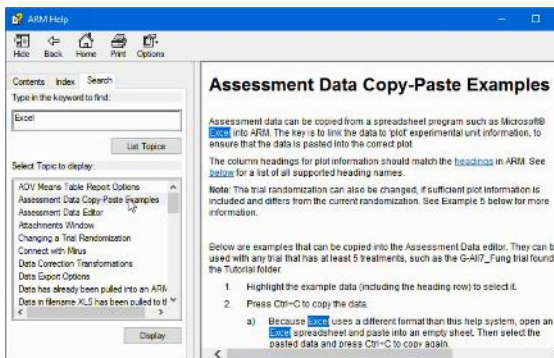 ARM Help
Hide Back Home Print Options
Contents Index Search
Type in the keyword to find:
Excel
List Topics
Select Topic to display:
AOV Means Table Report Options
Assessment Data Copy-Paste Examples
Assessment Data Editor
Attachments Window
Changing a Trial Randomization
Connect with Mirus
Data Correction Transformations
Data Export Options
Data has already been pulled into an ARM
Data in filename XLS has been pulled to tl
Display
Assessment Data Copy-Paste Examples
Assessment data can be copied from a spreadsheet program such as Microsoft®
Excel into ARM. The key is to link the data to 'plot' experimental unit information, to
ensure that the data is pasted into the correct plot.
The column headings for plot information should match the headings in ARM. See
below for a list of all supported heading names.
Note: The trial randomization can also be changed, if sufficient plot information is
included and differs from the current randomization. See Example 5 below for more
information.
Below are examples that can be copied into the Assessment Data editor. They can b
used with any trial that has at least 5 treatments, such as the G-All7_Fung trial found
the Tutorial folder.
1. Highlight the example data (including the heading row) to select it.
2. Press Ctrl+C to copy the data.
a) Because Excel uses a different format than this help system, open an
Excel spreadsheet and paste into an empty sheet. Then select the
pasted data and press Ctrl+C to copy again.